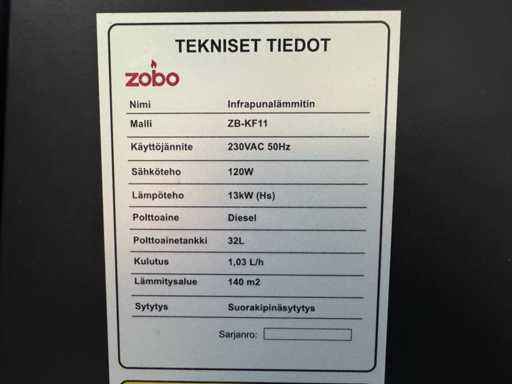 TEKNISET TIEDOT
zobo
Nimi Infrapunalämmitin
Malli ZB-KF11
Käyttöjännite 230VAC 50Hz
Sähköteho 120W
Lämpöteho 13kW (Hs)
Polttoaine Diesel
Polttoainetankki 32L
Kulutus 1,03 L/h
Lämmitysalue 140 m2
Sytytys Suorakipinäsytytys
Sarjanro: